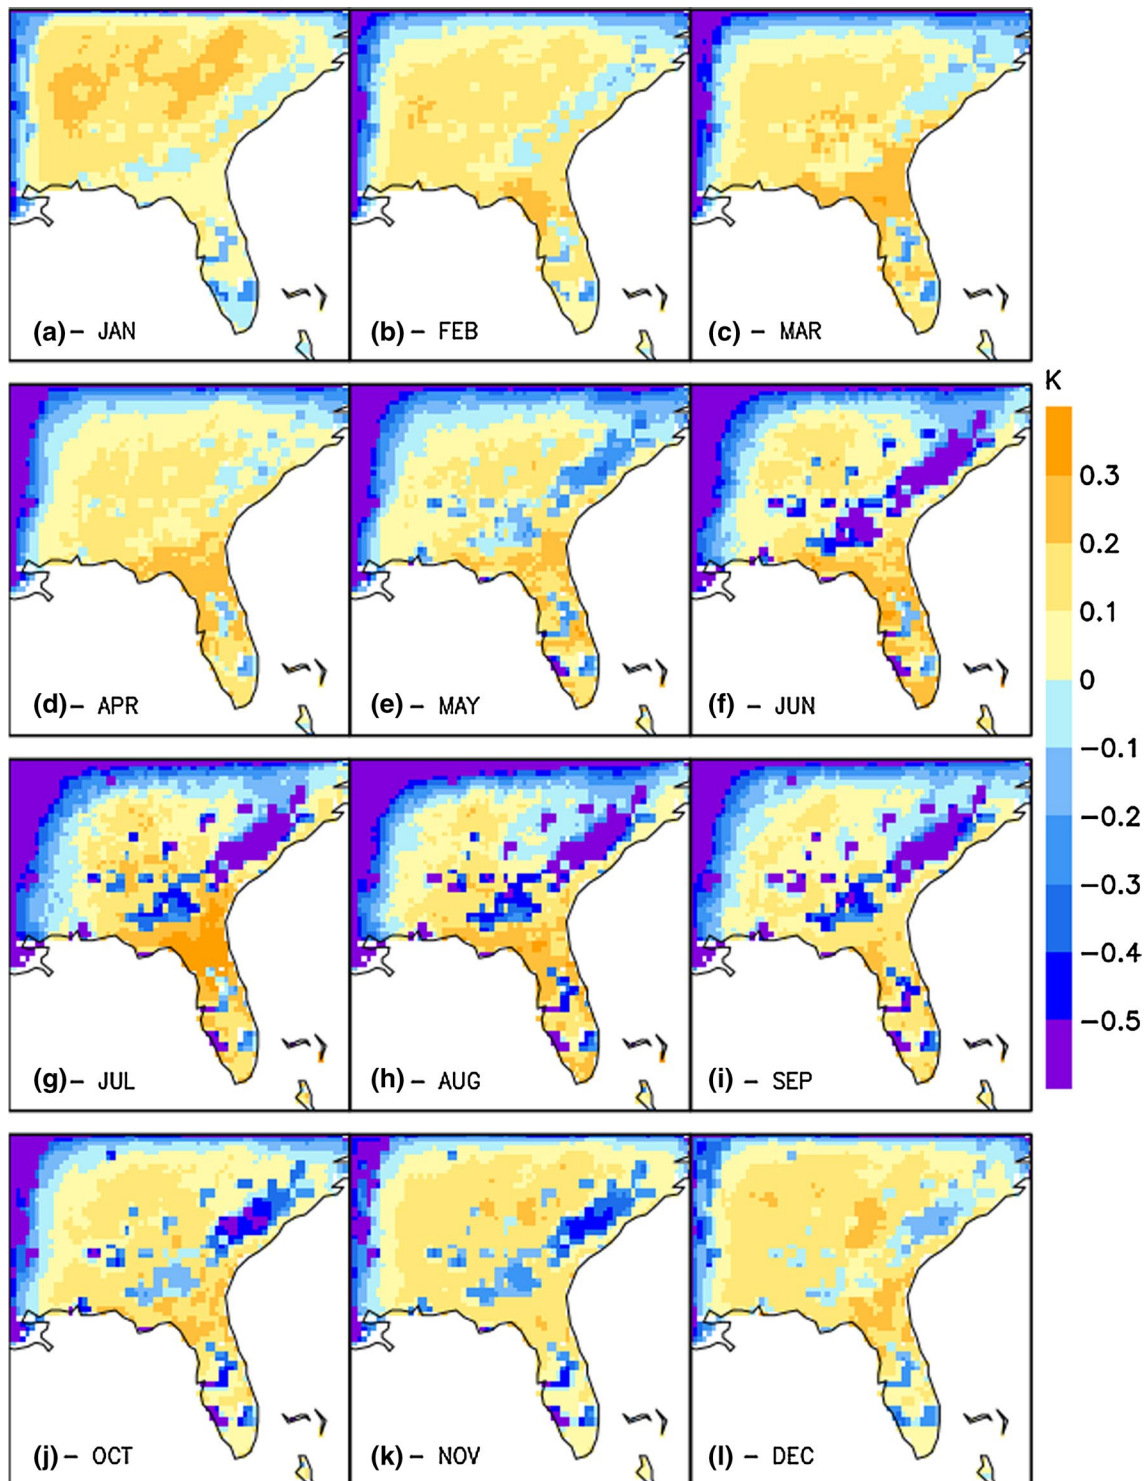 (a) – JAN
(b) – FEB
(c) – MAR
K
(d) – APR
(e) – MAY
(f) – JUN
0.3
0.2
0.1
0
−0.1
−0.2
−0.3
−0.4
−0.5
(g) – JUL
(h) – AUG
(i) – SEP
(j) – OCT
(k) – NOV
(l) – DEC